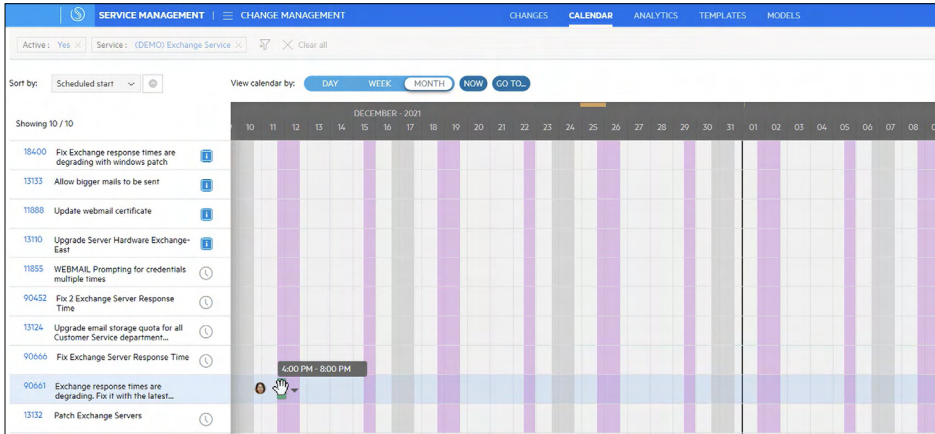 SERVICE MANAGEMENT | CHANGE MANAGEMENT CHANGES CALENDAR ANALYTICS TEMPLATES MODELS
Active : Yes Service : (DEMO) Exchange Service Clear all
Sort by: Scheduled start View calendar by: DAY WEEK MONTH NOW GO TO...
DECEMBER - 2021
Showing 10 / 10
10 11 12 13 14 15 16 17 18 19 20 21 22 23 24 25 26 27 28 29 30 31 01 02 03 04 05 06 07 08
18400 Fix Exchange response times are
degrading with windows patch
13133 Allow bigger mails to be sent
11888 Update webmail certificate
13110 Upgrade Server Hardware Exchange-
East
11855 WEBMAIL Prompting for credentials
multiple times
90452 Fix 2 Exchange Server Response
Time
13124 Upgrade email storage quota for all
Customer Service department...
90666 Fix Exchange Server Response Time
4:00 PM - 8:00 PM
90661 Exchange response times are
degrading. Fix it with the latest...
13132 Patch Exchange Servers